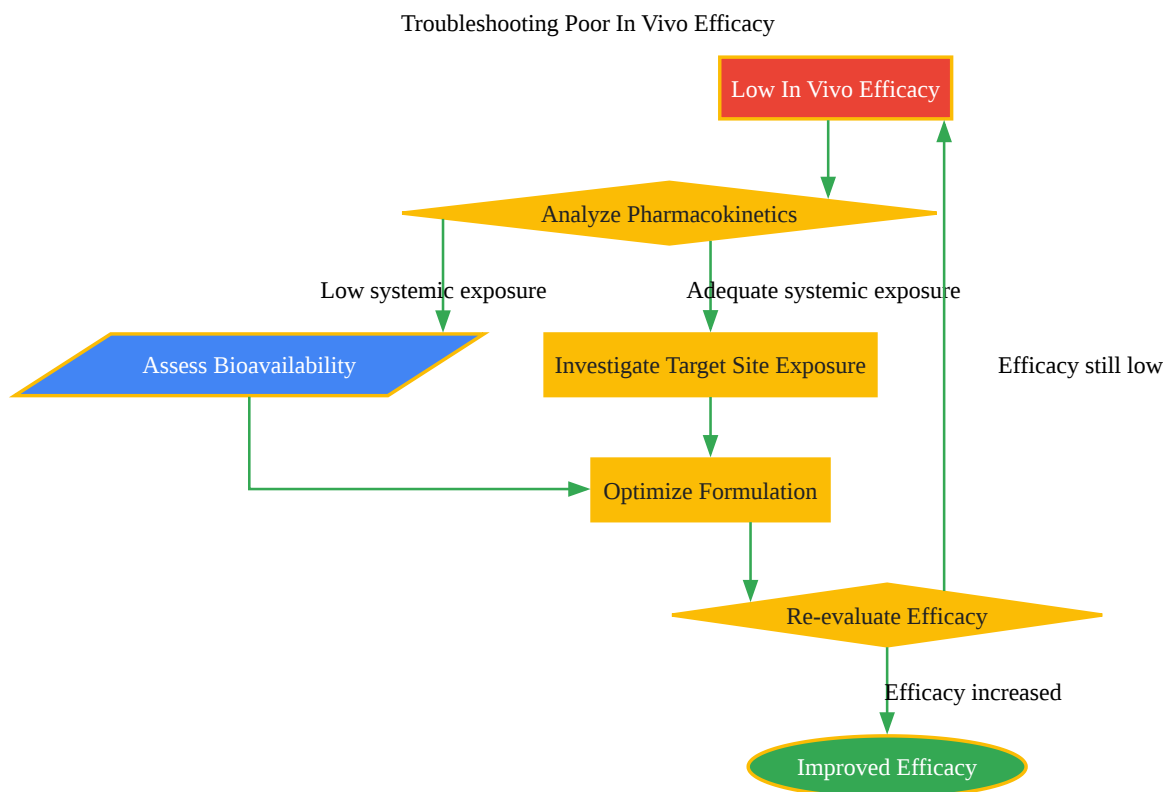 Troubleshooting Poor In Vivo Efficacy
Low In Vivo Efficacy
Analyze Pharmacokinetics
Low systemic exposure
Adequate systemic exposure
Assess Bioavailability
Investigate Target Site Exposure
Efficacy still low
Optimize Formulation
Re-evaluate Efficacy
Efficacy increased
Improved Efficacy